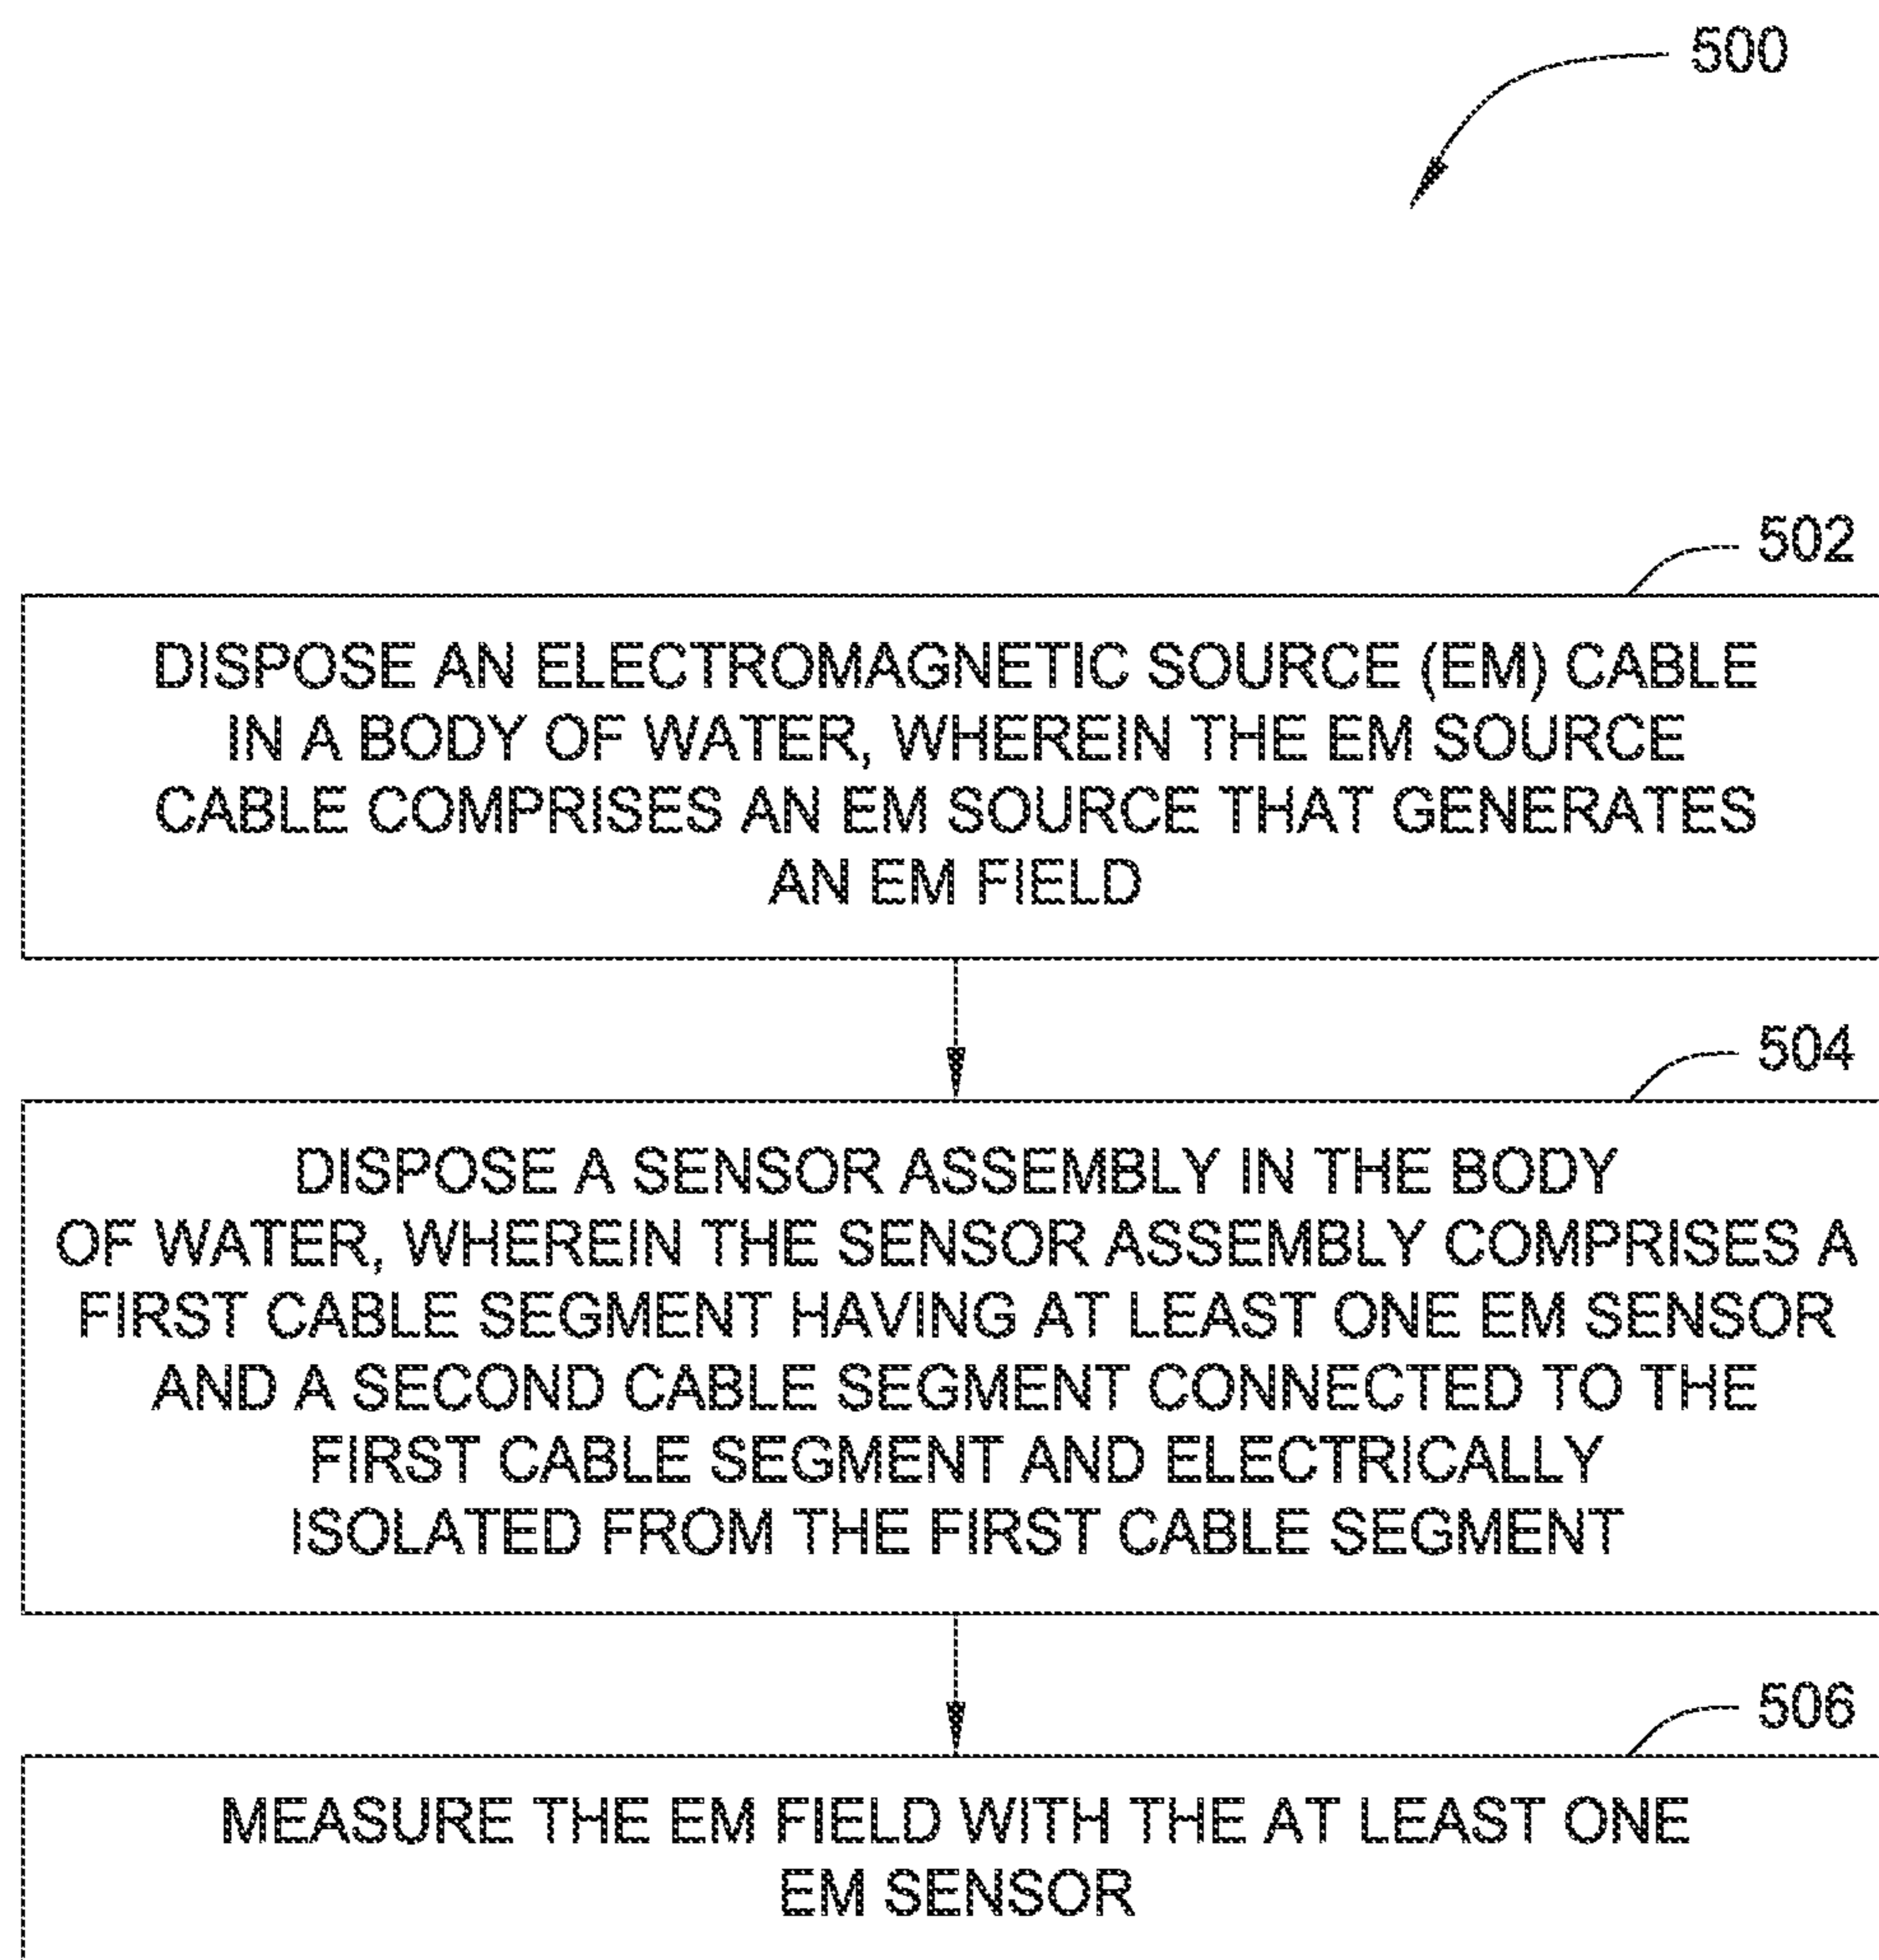 500
502
DISPOSE AN ELECTROMAGNETIC SOURCE (EM) CABLE
IN A BODY OF WATER, WHEREIN THE EM SOURCE
CABLE COMPRISES AN EM SOURCE THAT GENERATES
AN EM FIELD
504
DISPOSE A SENSOR ASSEMBLY IN THE BODY
OF WATER, WHEREIN THE SENSOR ASSEMBLY COMPRISES A
FIRST CABLE SEGMENT HAVING AT LEAST ONE EM SENSOR
AND A SECOND CABLE SEGMENT CONNECTED TO THE
FIRST CABLE SEGMENT AND ELECTRICALLY
ISOLATED FROM THE FIRST CABLE SEGMENT
506
MEASURE THE EM FIELD WITH THE AT LEAST ONE
EM SENSOR